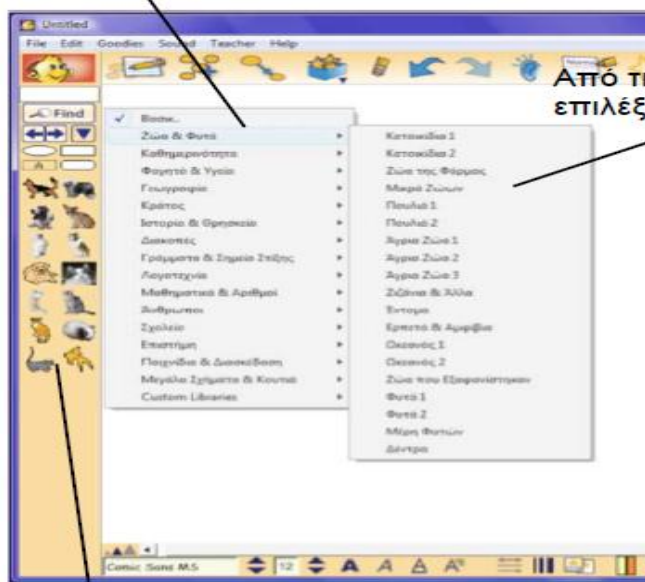 Untitled
File Edit Goodies Sound Teacher Help
Από τη
επιλέξ
Find
Βασικ..
Ζώα & Φυτά
Καθημερινότητα
Φαγητό & Υγεία
Γεωγραφία
Κράτος
Ιστορία & Θρησκεία
Διακοπές
Γράμματα & Σημεία Στίξης
Λογοτεχνία
Μαθηματικά & Αριθμοί
Άνθρωποι
Σχολείο
Επιστήμη
Παιχνίδια & Διασκέδαση
Μεγάλα Σχήματα & Κουτιά
Custom Libraries
Κατοικίδια 1
Κατοικίδια 2
Ζώα της Φάρμας
Μικρά Ζώων
Πουλιά 1
Πουλιά 2
Άγρια Ζώα 1
Άγρια Ζώα 2
Άγρια Ζώα 3
Ζιζάνια & Άλλα
Έντομα
Ερπετά & Αμφίβια
Ωκεανός 1
Ωκεανός 2
Ζώα που Εξαφανίστηκαν
Φυτά 1
Φυτά 2
Μέρη Φυτών
Δέντρα
Comic Sans MS 12 A A A A